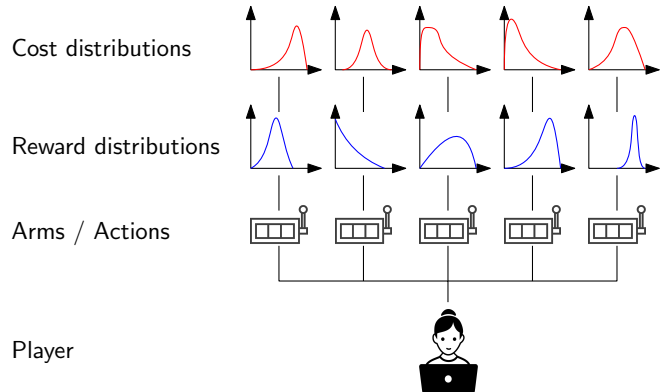 Cost distributions
Reward distributions
Arms / Actions
Player